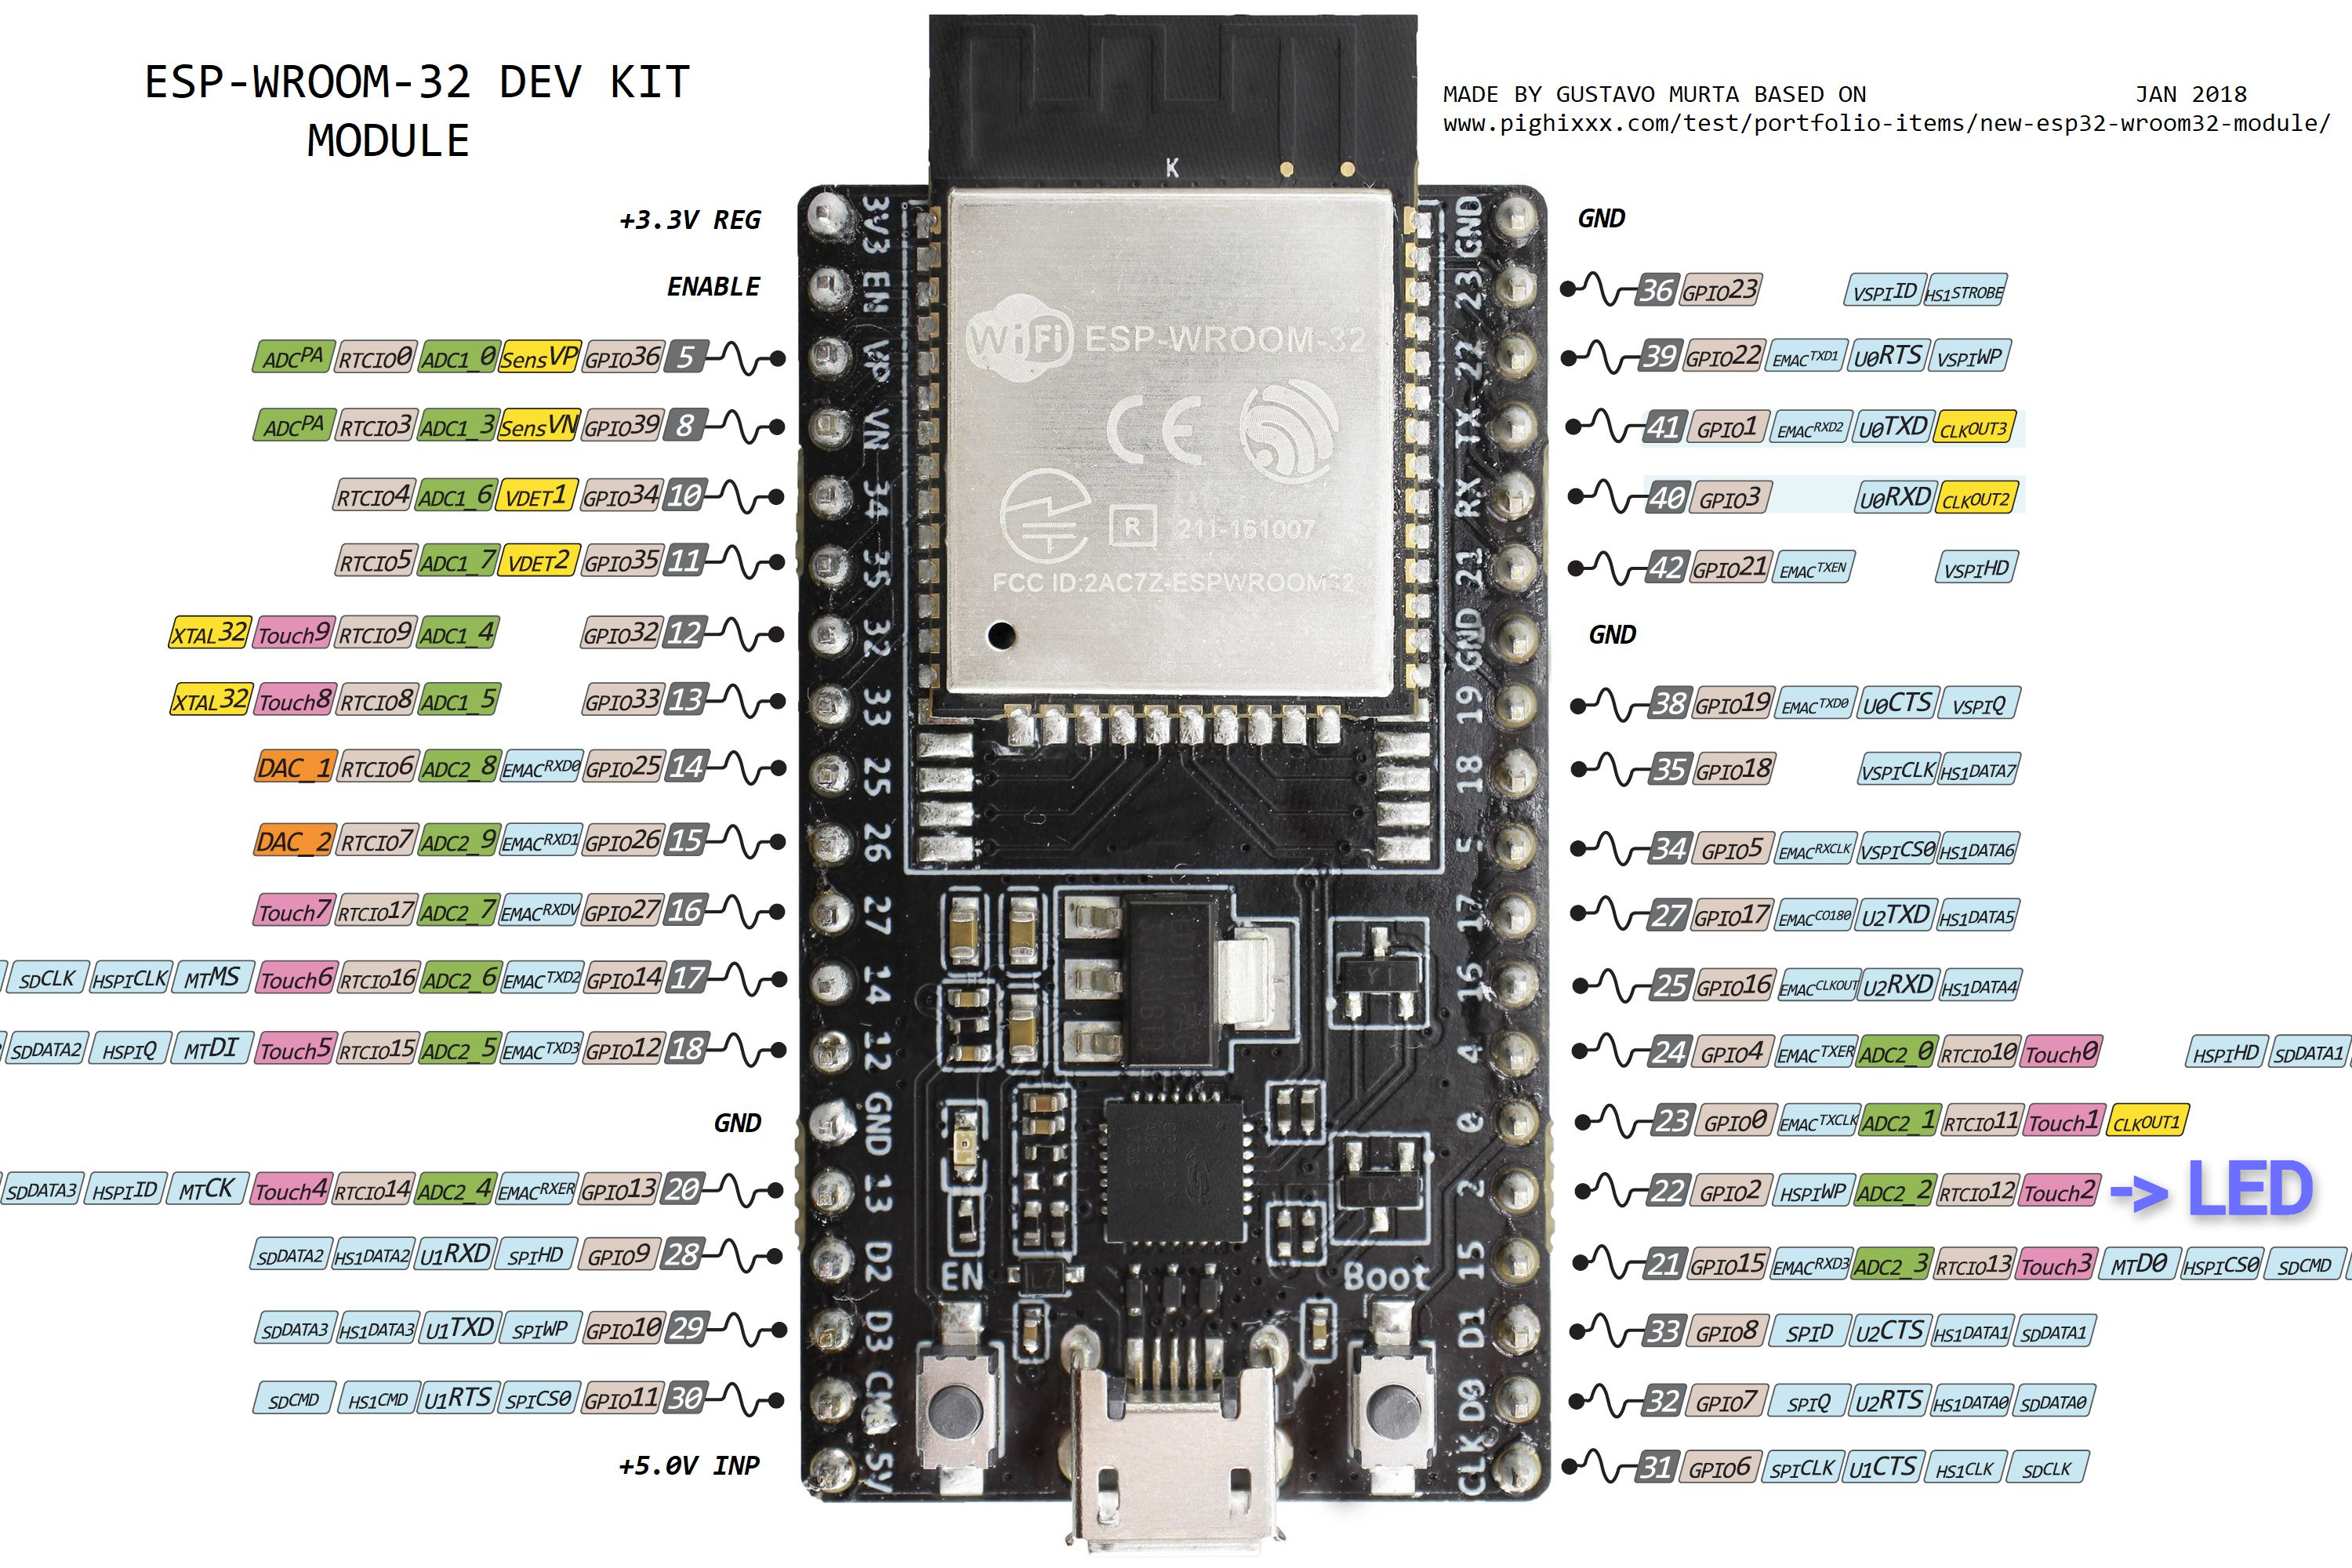 ESP-WROOM-32 DEV KIT
MODULE
MADE BY GUSTAVO MURTA BASED ON JAN 2018
www.pighixxx.com/test/portfolio-items/new-esp32-wroom32-module/
K
+3.3V REG
ENABLE
ADCPA RTCIO0 ADC1_0 SensVP GPIO36 5
ADCPA RTCIO3 ADC1_3 SensVN GPIO39 8
RTCIO4 ADC1_6 VDET1 GPIO34 10
RTCIO5 ADC1_7 VDET2 GPIO35 11
XTAL32 Touch9 RTCIO9 ADC1_4 GPIO32 12
XTAL32 Touch8 RTCIO8 ADC1_5 GPIO33 13
DAC_1 RTCIO6 ADC2_8 EMACRXD0 GPIO25 14
DAC_2 RTCIO7 ADC2_9 EMACRXD1 GPIO26 15
Touch7 RTCIO17 ADC2_7 EMACRXDV GPIO27 16
SDCLK HSPICLK MTMS Touch6 RTCIO16 ADC2_6 EMACTXD2 GPIO14 17
SDDATA2 HSPIQ MTDI Touch5 RTCIO15 ADC2_5 EMACTXD3 GPIO12 18
GND
SDDATA3 HSPIID MTCK Touch4 RTCIO14 ADC2_4 EMACRXER GPIO13 20
SDDATA2 HS1DATA2 U1RXD SPIHD GPIO9 28
SDDATA3 HS1DATA3 U1TXD SPIWP GPIO10 29
SDCMD HS1CMD U1RTS SPICS0 GPIO11 30
+5.0V INP
3V3
EN
VP
VN
34
35
32
33
25
26
27
14
12
GND
13
D2
D3
CMD
5V
WiFi ESP-WROOM-32
CE
R 211-161007
FCC ID:2AC7Z-ESPWROOM32
EN
Boot
GND
23
22
TX
RX
21
GND
19
18
5
17
16
4
0
2
15
D1
D0
CLK
GND
36 GPIO23 VSPIID HS1STROBE
39 GPIO22 EMACTXD1 U0RTS VSPIWP
41 GPIO1 EMACRXD2 U0TXD CLKOUT3
40 GPIO3 U0RXD CLKOUT2
42 GPIO21 EMACTXEN VSPIHD
GND
38 GPIO19 EMACTXD0 U0CTS VSPIQ
35 GPIO18 VSPICLK HS1DATA7
34 GPIO5 EMACRXCLK VSPICS0 HS1DATA6
27 GPIO17 EMACCO180 U2TXD HS1DATA5
25 GPIO16 EMACCLKOUT U2RXD HS1DATA4
24 GPIO4 EMACTXER ADC2_0 RTCIO10 Touch0 HSPIHD SDDATA1
23 GPIO0 EMACTXCLK ADC2_1 RTCIO11 Touch1 CLKOUT1
22 GPIO2 HSPIWP ADC2_2 RTCIO12 Touch2 -> LED
21 GPIO15 EMACRXD3 ADC2_3 RTCIO13 Touch3 MTD0 HSPICS0 SDCMD
33 GPIO8 SPID U2CTS HS1DATA1 SDDATA1
32 GPIO7 SPIQ U2RTS HS1DATA0 SDDATA0
31 GPIO6 SPICLK U1CTS HS1CLK SDCLK